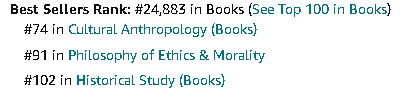 Best Sellers Rank: #24,883 in Books (See Top 100 in Books)
#74 in Cultural Anthropology (Books)
#91 in Philosophy of Ethics & Morality
#102 in Historical Study (Books)